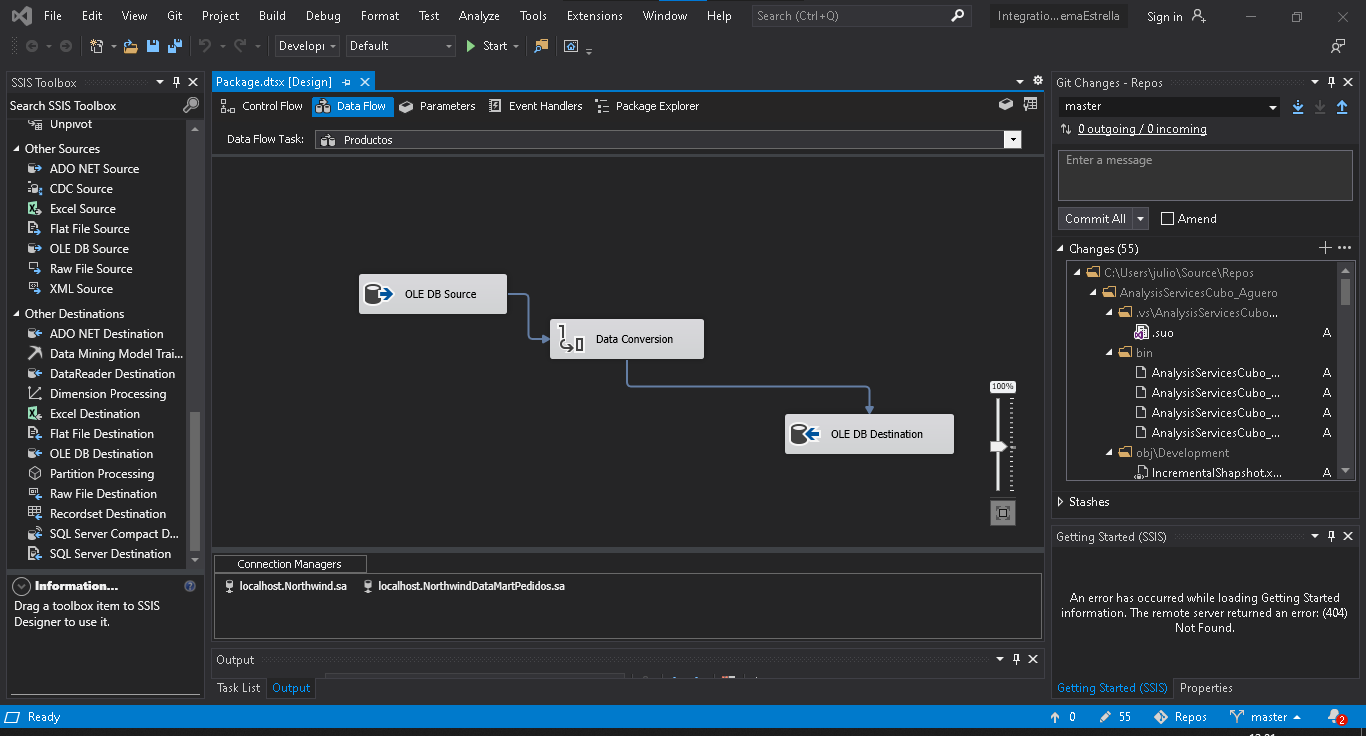 File Edit View Git Project Build Debug Format Test Analyze Tools Extensions Window Help Search (Ctrl+Q) Integratio...emaEstrella Sign in
Developi Default Start
SSIS Toolbox
Search SSIS Toolbox
Unpivot
Other Sources
ADO NET Source
CDC Source
Excel Source
Flat File Source
OLE DB Source
Raw File Source
XML Source
Other Destinations
ADO NET Destination
Data Mining Model Trai...
DataReader Destination
Dimension Processing
Excel Destination
Flat File Destination
OLE DB Destination
Partition Processing
Raw File Destination
Recordset Destination
SQL Server Compact D...
SQL Server Destination
Information...
Drag a toolbox item to SSIS
Designer to use it.
Package.dtsx [Design]
Control Flow Data Flow Parameters Event Handlers Package Explorer
Data Flow Task: Productos
OLE DB Source
Data Conversion
OLE DB Destination
100%
Connection Managers
localhost.Northwind.sa localhost.NorthwindDataMartPedidos.sa
Output
Task List Output
Git Changes - Repos
master
0 outgoing / 0 incoming
Enter a message
Commit All Amend
Changes (55)
C:\Users\julio\Source\Repos
AnalysisServicesCubo_Aguero
.vs\AnalysisServicesCubo...
.suo A
bin
AnalysisServicesCubo_... A
AnalysisServicesCubo_... A
AnalysisServicesCubo_... A
AnalysisServicesCubo_... A
obj\Development
IncrementalShapshot.x... A
Stashes
Getting Started (SSIS)
An error has occurred while loading Getting Started
information. The remote server returned an error: (404)
Not Found.
Getting Started (SSIS) Properties
Ready 0 55 Repos master 2